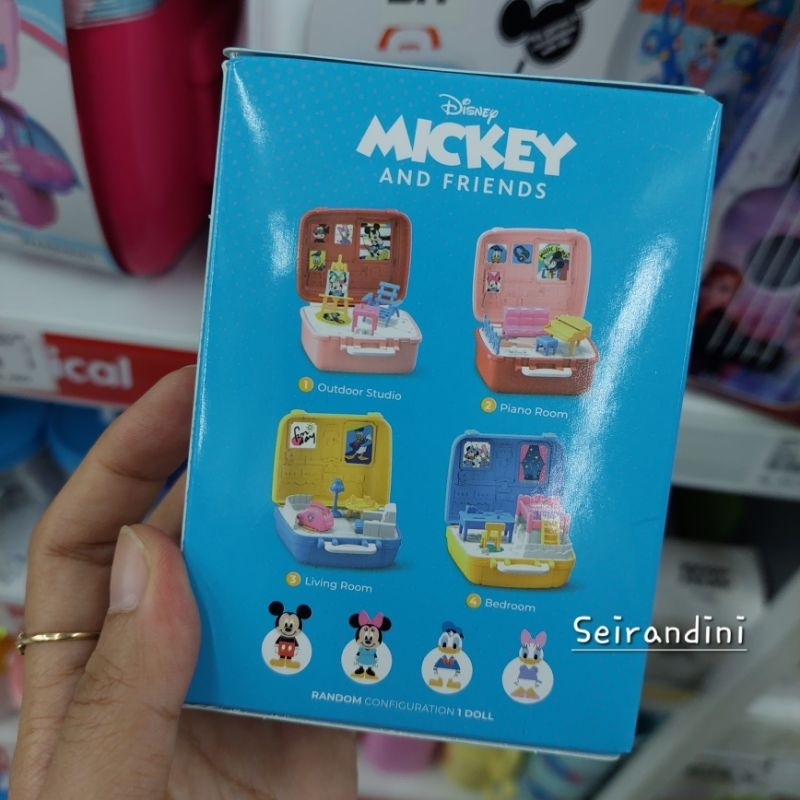 Disney
MICKEY
AND FRIENDS
1 Outdoor Studio
2 Piano Room
3 Living Room
4 Bedroom
Seirandini
RANDOM CONFIGURATION 1 DOLL
ical